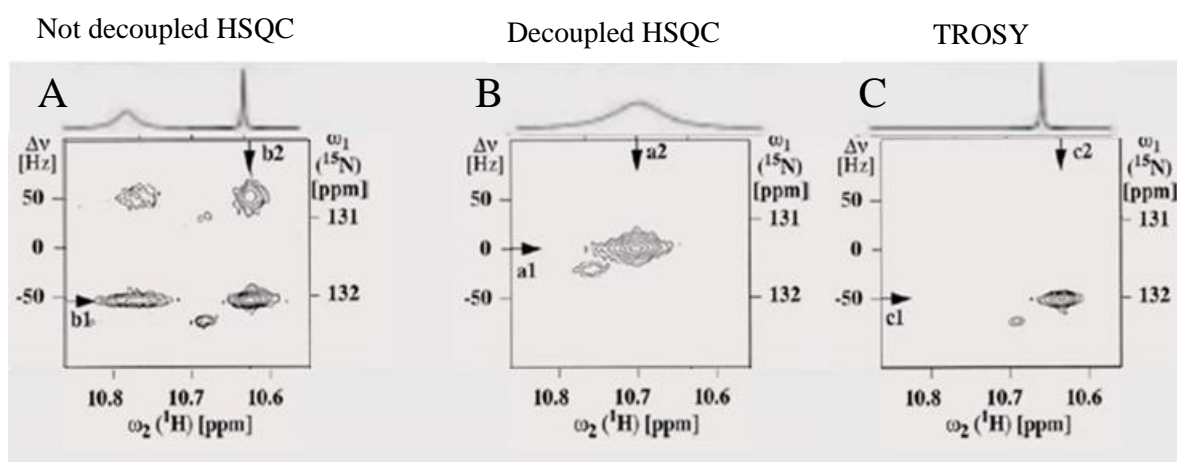 Not decoupled HSQC
Decoupled HSQC
TROSY
A
Δν
[Hz]
50
0
-50
b1
b2
ω1
(15N)
[ppm]
131
132
10.8
10.7
10.6
ω2 (1H) [ppm]
B
Δν
[Hz]
50
0
-50
a1
a2
ω1
(15N)
[ppm]
131
132
10.8
10.7
10.6
ω2 (1H) [ppm]
C
Δν
[Hz]
50
0
-50
c1
c2
ω1
(15N)
[ppm]
131
132
10.8
10.7
10.6
ω2 (1H) [ppm]